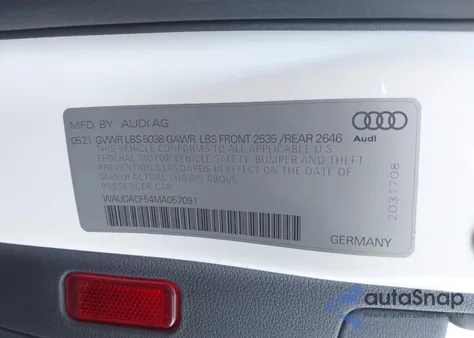 MFD BY AUDI AG
06 21 GVWR LBS 5038 GAWR LBS FRONT 2535 /REAR 2646
THIS VEHICLE CONFORMS TO ALL APPLICABLE
FEDERAL MOTOR VEHICLE SAFETY, BUMPER AND THEFT
PREVENTION STANDARDS IN EFFECT ON THE DATE OF
MANUFACTURE SHOWN ABOVE.
PASSENGER CAR
WAUDACF54MA057091
Audi
2031708
GERMANY
autoSnap